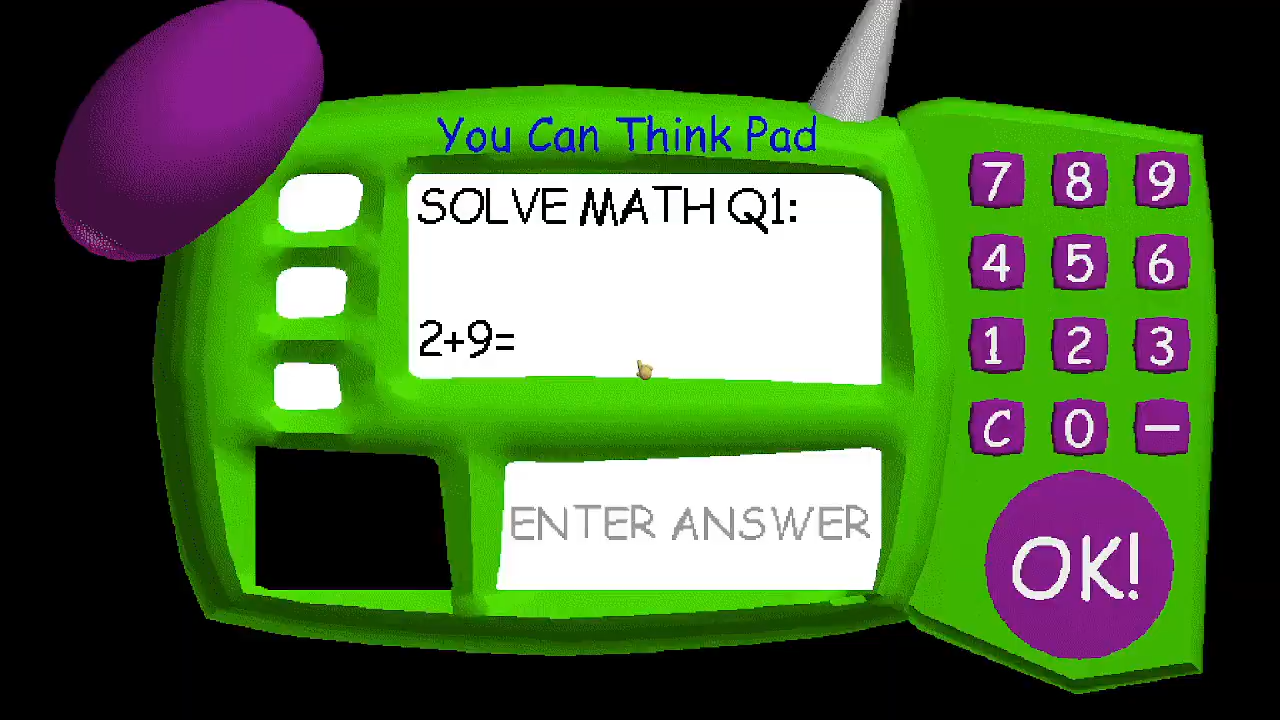 You Can Think Pad
SOLVE MATH Q1:
2+9=
ENTER ANSWER
7 8 9
4 5 6
1 2 3
C 0 –
OK!